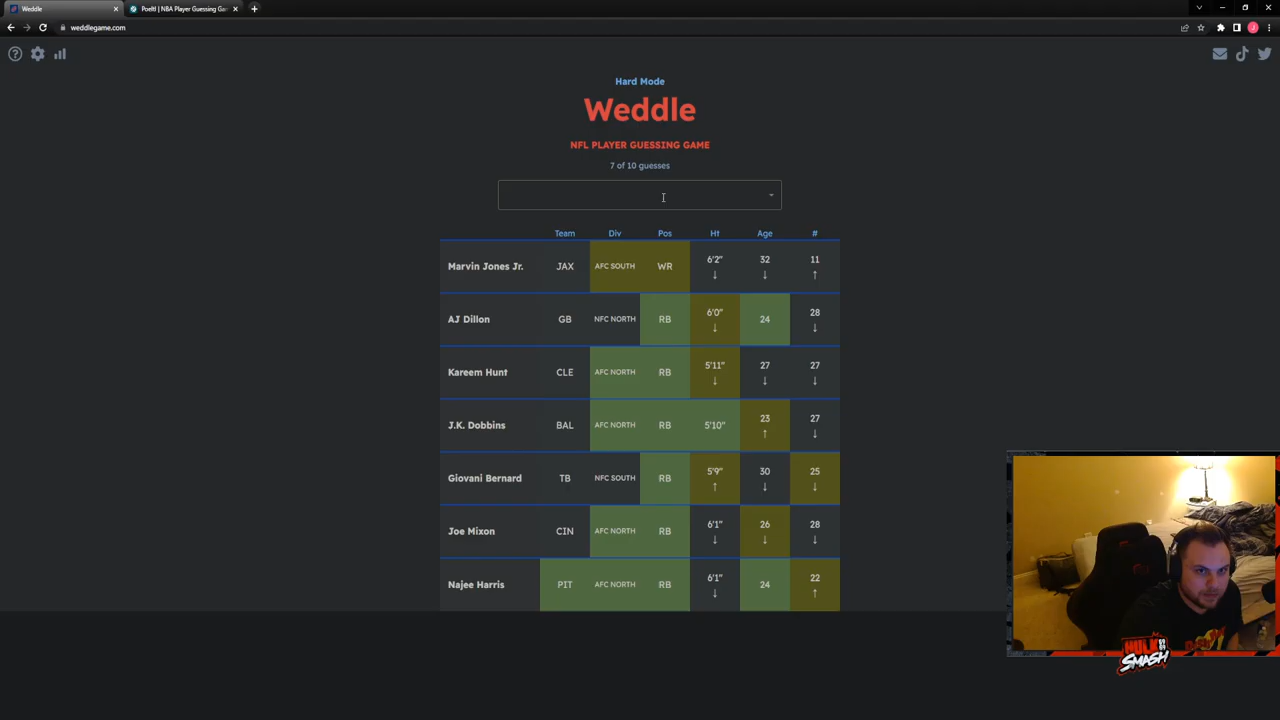 Weddle
Poeltl | NBA Player Guessing Ga
weddlegame.com
Hard Mode
Weddle
NFL PLAYER GUESSING GAME
7 of 10 guesses
Team Div Pos Ht Age #
Marvin Jones Jr. JAX AFC SOUTH WR 6'2" ↓ 32 ↓ 11 ↑
AJ Dillon GB NFC NORTH RB 6'0" ↓ 24 28 ↓
Kareem Hunt CLE AFC NORTH RB 5'11" ↓ 27 ↓ 27 ↓
J.K. Dobbins BAL AFC NORTH RB 5'10" 23 ↑ 27 ↓
Giovani Bernard TB NFC SOUTH RB 5'9" ↑ 30 ↓ 25 ↓
Joe Mixon CIN AFC NORTH RB 6'1" ↓ 26 ↓ 28 ↓
Najee Harris PIT AFC NORTH RB 6'1" ↓ 24 22 ↑
HULK
SMASH